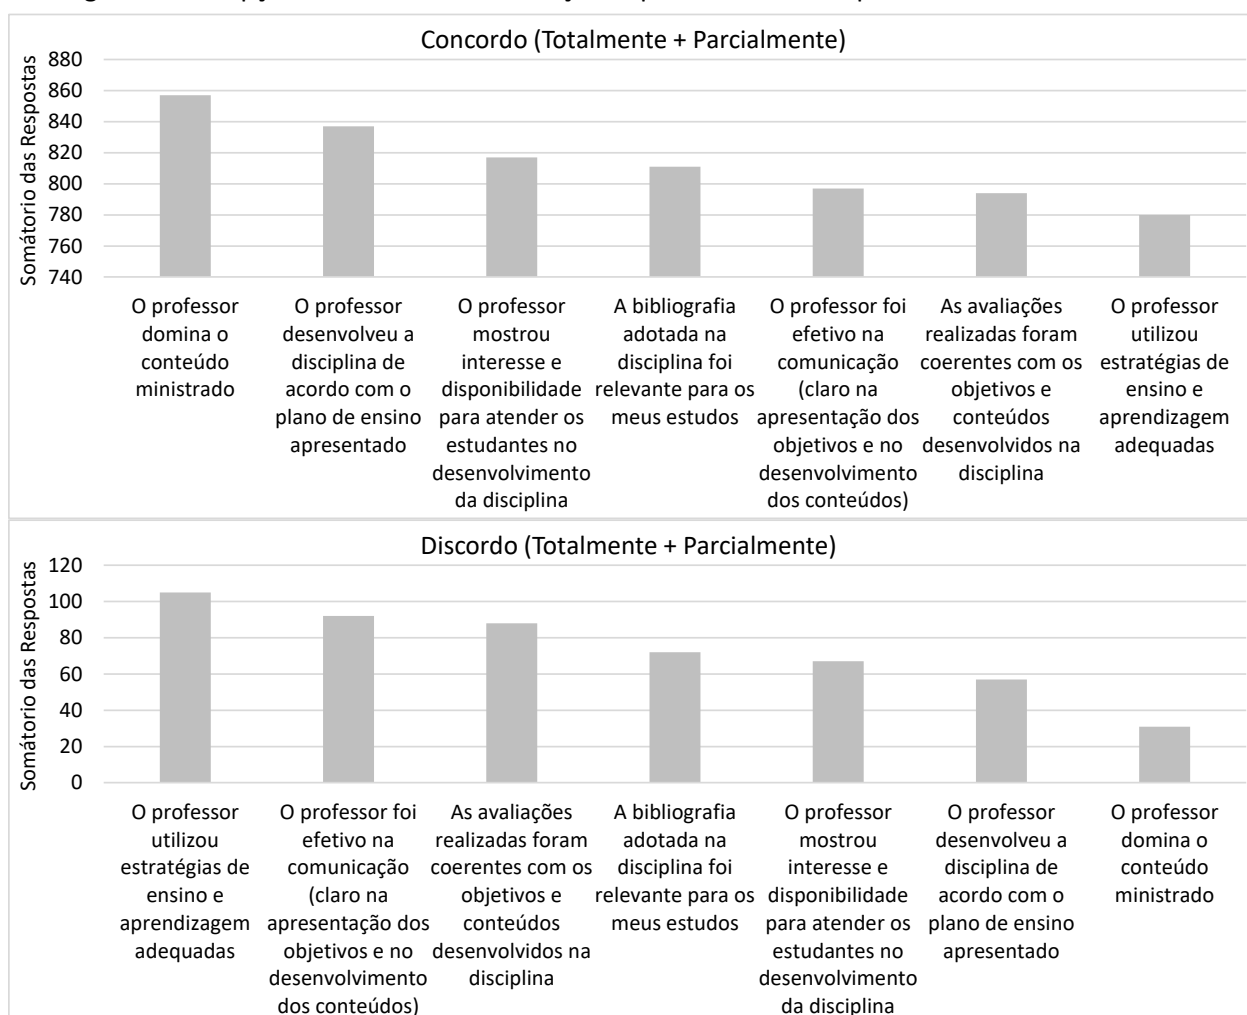 Concordo (Totalmente + Parcialmente)
Somátorio das Respostas
880
860
840
820
800
780
760
740
O professor
domina o
conteúdo
ministrado
O professor
desenvolveu a
disciplina de
acordo com o
plano de ensino
apresentado
O professor
mostrou
interesse e
disponibilidade
para atender os
estudantes no
desenvolvimento
da disciplina
A bibliografia
adotada na
disciplina foi
relevante para os
meus estudos
O professor foi
efetivo na
comunicação
(claro na
apresentação dos
objetivos e no
desenvolvimento
dos conteúdos)
As avaliações
realizadas foram
coerentes com os
objetivos e
conteúdos
desenvolvidos na
disciplina
O professor
utilizou
estratégias de
ensino e
aprendizagem
adequadas
Discordo (Totalmente + Parcialmente)
Somátorio das Respostas
120
100
80
60
40
20
0
O professor
utilizou
estratégias de
ensino e
aprendizagem
adequadas
O professor foi
efetivo na
comunicação
(claro na
apresentação dos
objetivos e no
desenvolvimento
dos conteúdos)
As avaliações
realizadas foram
coerentes com os
objetivos e
conteúdos
desenvolvidos na
disciplina
A bibliografia
adotada na
disciplina foi
relevante para os
meus estudos
O professor
mostrou
interesse e
disponibilidade
para atender os
estudantes no
desenvolvimento
da disciplina
O professor
desenvolveu a
disciplina de
acordo com o
plano de ensino
apresentado
O professor
domina o
conteúdo
ministrado